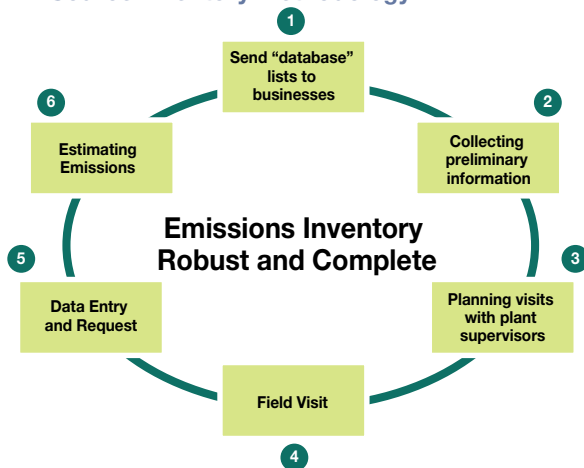 1
Send “database”
lists to
businesses
2
Collecting
preliminary
information
3
Planning visits
with plant
supervisors
4
Field Visit
5
Data Entry
and Request
6
Estimating
Emissions
Emissions Inventory
Robust and Complete